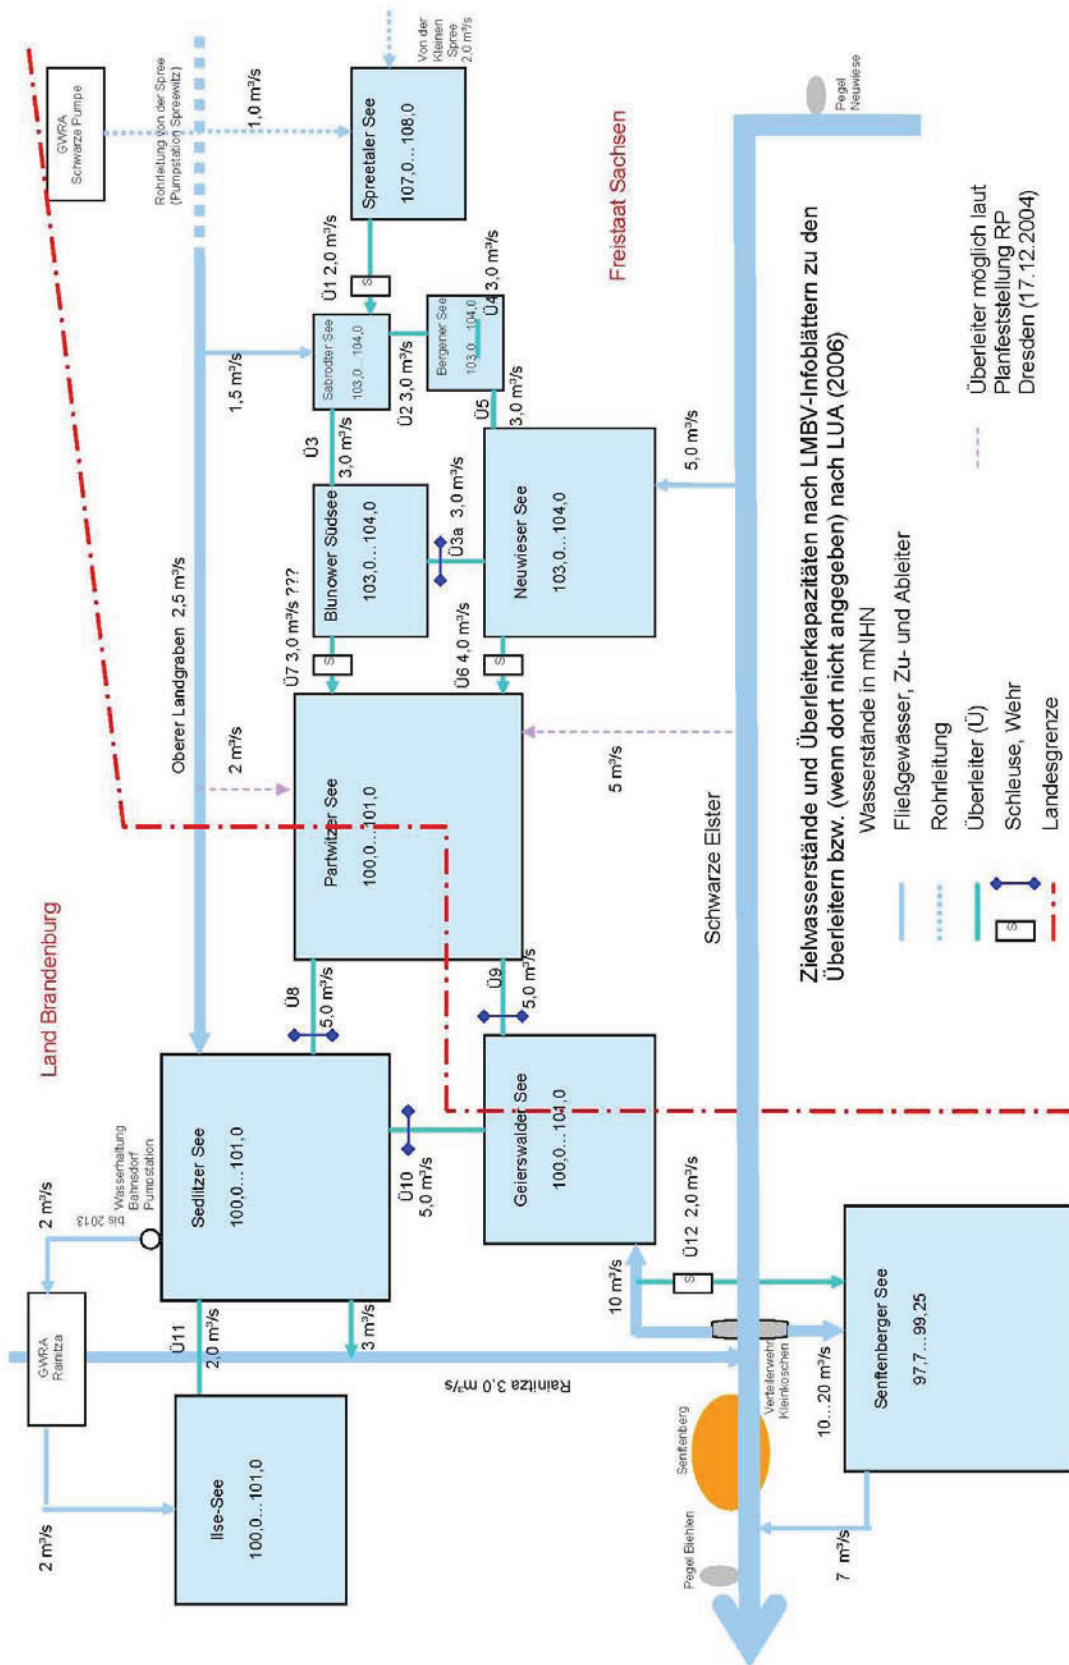 Land Brandenburg
Freistaat Sachsen
GWRA
Schwarze Pumpe
Rohrleitung von der Spree
(Pumpstation Spreewitz)
1,0 m³/s
Von der
Kleinen
Spree
2,0 m³/s
Spreetaler See
107,0... 108,0
Ü1 2,0 m³/s
S
Oberer Landgraben 2,5 m³/s
1,5 m³/s
Sabrodter See
103,0... 104,0
Ü2 3,0 m³/s
Bergener See
103,0... 104,0
Ü4 3,0 m³/s
Ü3
3,0 m³/s
Ü5
3,0 m³/s
Blunower Südsee
103,0... 104,0
Ü3a 3,0 m³/s
Neuwieser See
103,0... 104,0
5,0 m³/s
Ü7 3,0 m³/s ???
S
Ü6 4,0 m³/s
S
2 m³/s
Partwitzer See
100,0...101,0
5 m³/s
Ü8
5,0 m³/s
Ü9
5,0 m³/s
Sedlitzer See
100,0...101,0
Ü10
5,0 m³/s
Geierswalder See
100,0...101,0
Wasserhaltung
Bahnsdorf
Pumpstation
bis 2013
2 m³/s
GWRA
Rainitza
2 m³/s
Ü11
2,0 m³/s
3 m³/s
Rainitza 3,0 m³/s
Ilse-See
100,0... 101,0
10 m³/s
Ü12 2,0 m³/s
S
Verteilerwehr
Kleinkoschen
10...20 m³/s
Senftenberger See
97,7...99,25
7 m³/s
Senftenberg
Pegel Biehlen
Schwarze Elster
Pegel
Neuwiese
Zielwasserstände und Überleiterkapazitäten nach LMBV-Infoblättern zu den
Überleitern bzw. (wenn dort nicht angegeben) nach LUA (2006)
Wasserstände in mNHN
Fließgewässer, Zu- und Ableiter
Rohrleitung
Überleiter (Ü)
S
Schleuse, Wehr
Landesgrenze
Überleiter möglich laut
Planfeststellung RP
Dresden (17.12.2004)